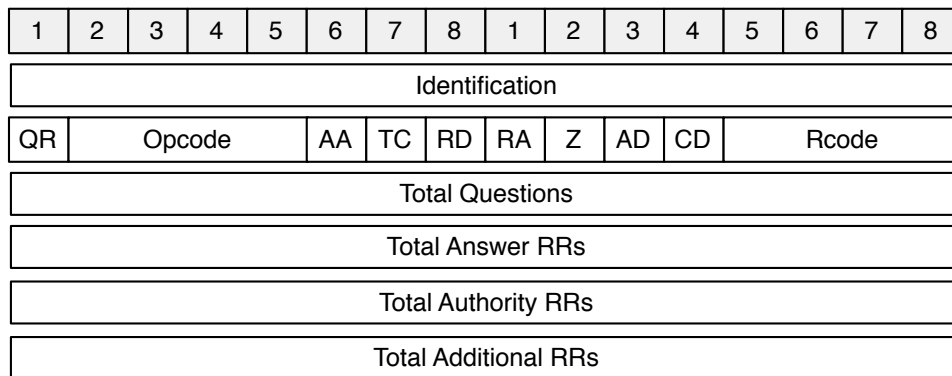 1 2 3 4 5 6 7 8 1 2 3 4 5 6 7 8
Identification
QR Opcode AA TC RD RA Z AD CD Rcode
Total Questions
Total Answer RRs
Total Authority RRs
Total Additional RRs